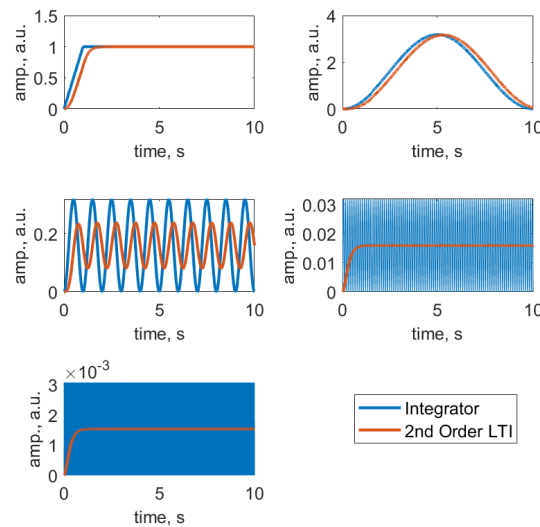 1.5
1
0.5
0
amp., a.u.
0 5 10
time, s
4
2
0
amp., a.u.
0 5 10
time, s
0.2
0
amp., a.u.
0 5 10
time, s
0.03
0.02
0.01
0
amp., a.u.
0 5 10
time, s
×10⁻³
3
2
1
0
amp., a.u.
0 5 10
time, s
Integrator
2nd Order LTI